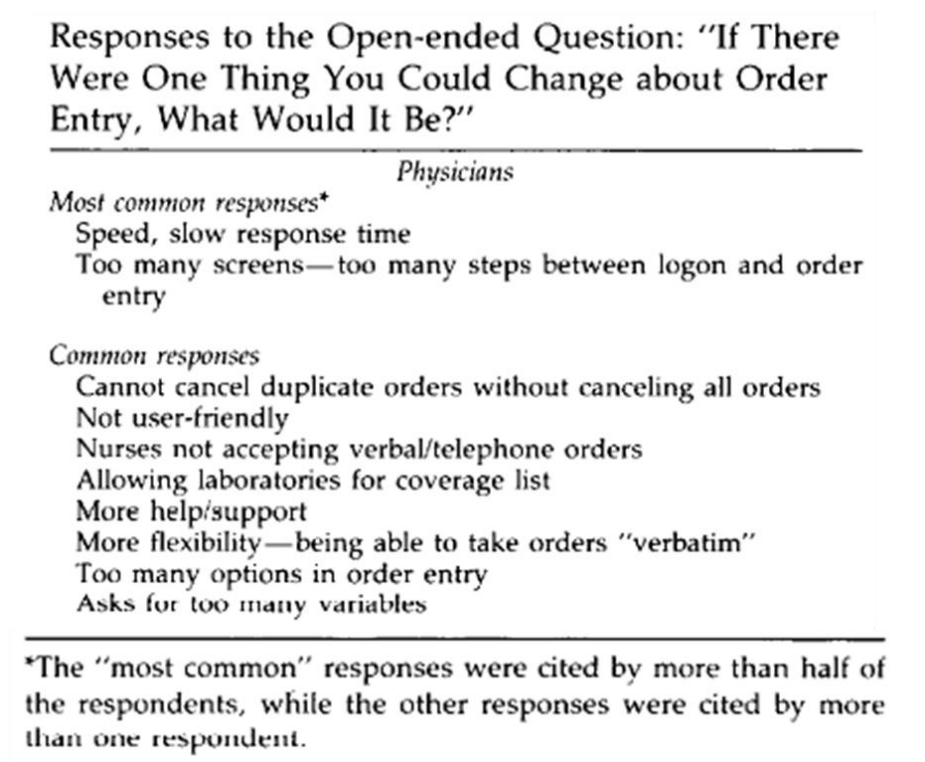 Responses to the Open-ended Question: "If There
Were One Thing You Could Change about Order
Entry, What Would It Be?"
Physicians
Most common responses*
Speed, slow response time
Too many screens—too many steps between logon and order
entry
Common responses
Cannot cancel duplicate orders without canceling all orders
Not user-friendly
Nurses not accepting verbal/telephone orders
Allowing laboratories for coverage list
More help/support
More flexibility—being able to take orders "verbatim"
Too many options in order entry
Asks for too many variables
*The "most common" responses were cited by more than half of
the respondents, while the other responses were cited by more
than one respondent.